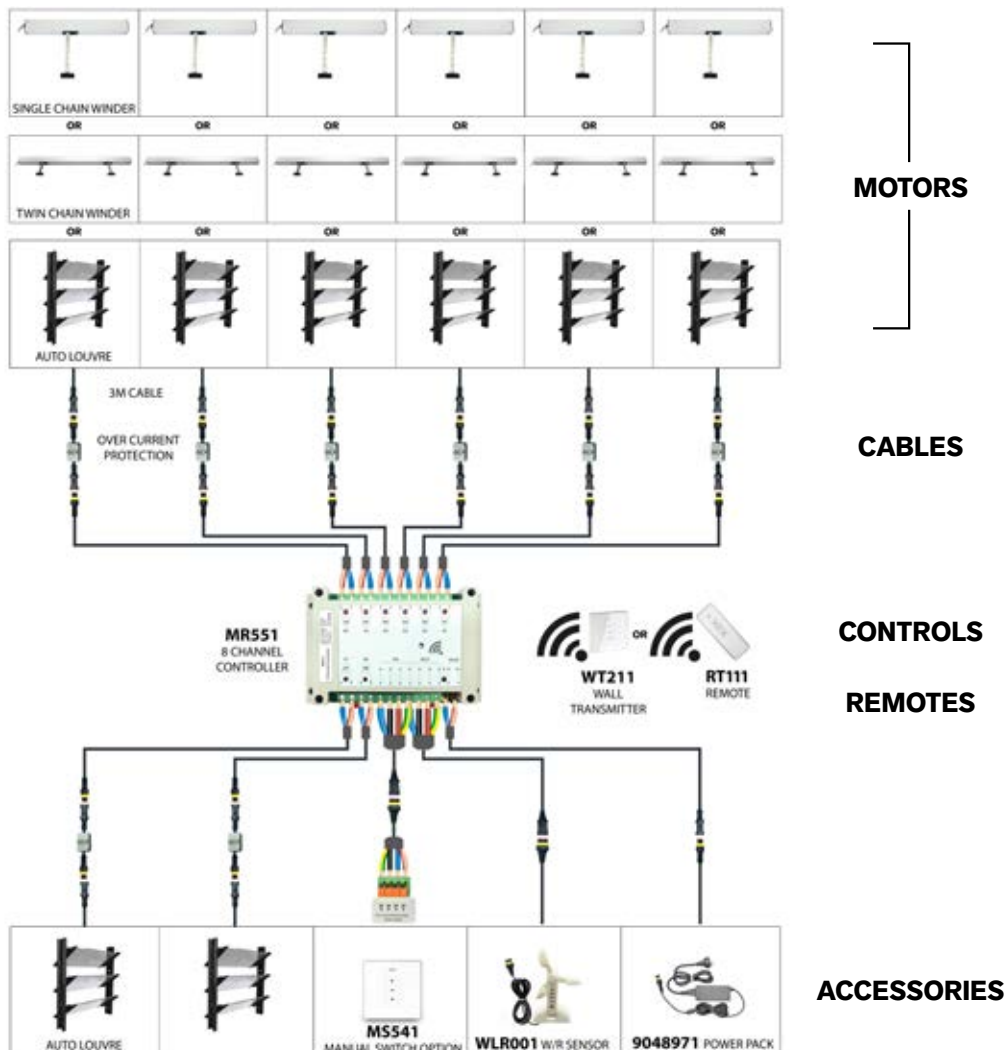 SINGLE CHAIN WINDER
OR OR OR OR OR OR
TWIN CHAIN WINDER
OR OR OR OR OR OR
MOTORS
AUTO LOUVRE
3M CABLE
OVER CURRENT
PROTECTION
CABLES
MR551
8 CHANNEL
CONTROLLER
OR
WT211
WALL
TRANSMITTER
RT111
REMOTE
CONTROLS
REMOTES
ACCESSORIES
AUTO LOUVRE
MS541
MANUAL SWITCH OPTION
WLR001 W/R SENSOR
9048971 POWER PACK